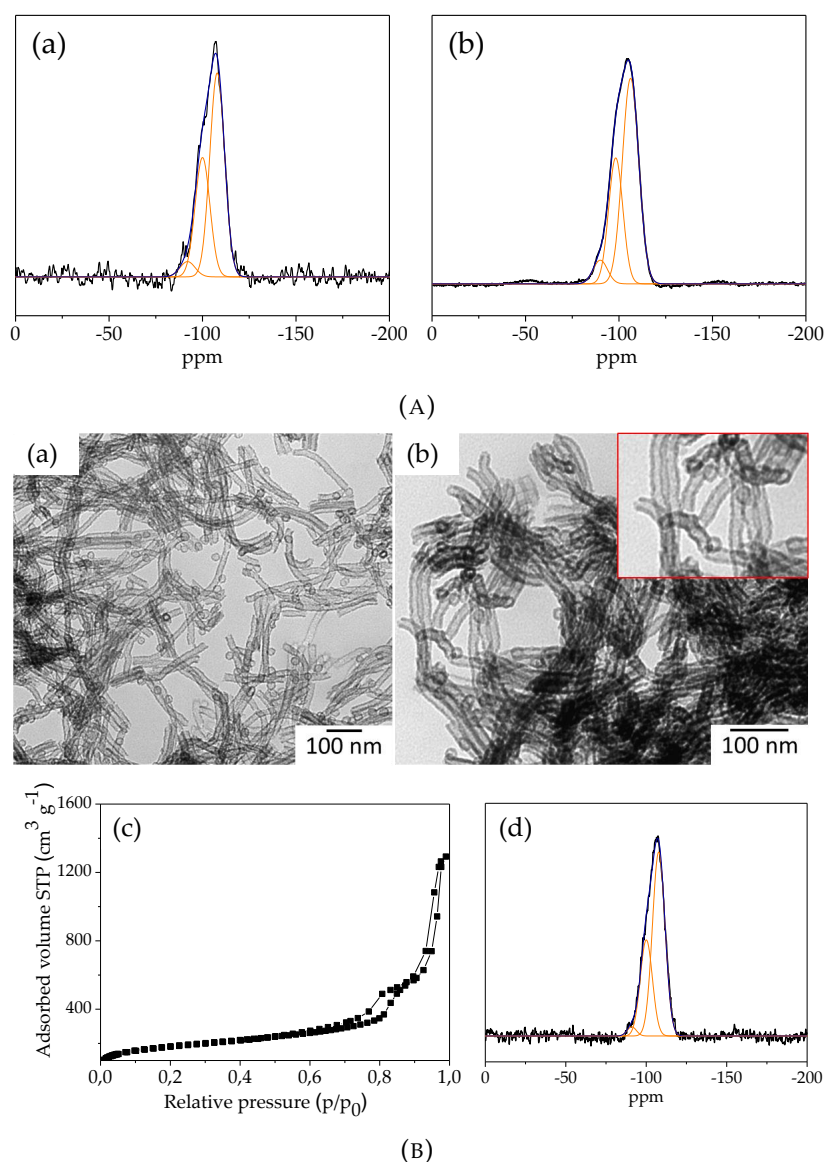 (a)
(b)
0 -50 -100 -150 -200
ppm
0 -50 -100 -150 -200
ppm
(A)
(a)
(b)
100 nm
100 nm
(c)
Adsorbed volume STP (cm³ g⁻¹)
1600
1200
800
400
0,0 0,2 0,4 0,6 0,8 1,0
Relative pressure (p/p₀)
(d)
0 -50 -100 -150 -200
ppm
(B)